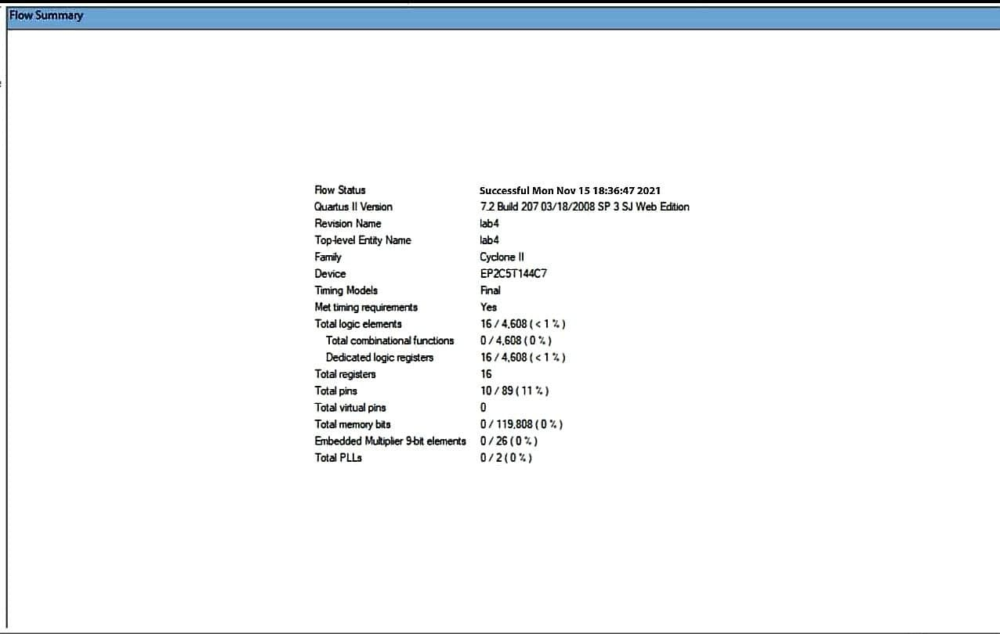 Flow Summary
Flow Status Successful Mon Nov 15 18:36:47 2021
Quartus II Version 7.2 Build 207 03/18/2008 SP 3 SJ Web Edition
Revision Name lab4
Top-level Entity Name lab4
Family Cyclone II
Device EP2C5T144C7
Timing Models Final
Met timing requirements Yes
Total logic elements 16 / 4,608 ( < 1 % )
Total combinational functions 0 / 4,608 ( 0 % )
Dedicated logic registers 16 / 4,608 ( < 1 % )
Total registers 16
Total pins 10 / 89 ( 11 % )
Total virtual pins 0
Total memory bits 0 / 119,808 ( 0 % )
Embedded Multiplier 9-bit elements 0 / 26 ( 0 % )
Total PLLs 0 / 2 ( 0 % )